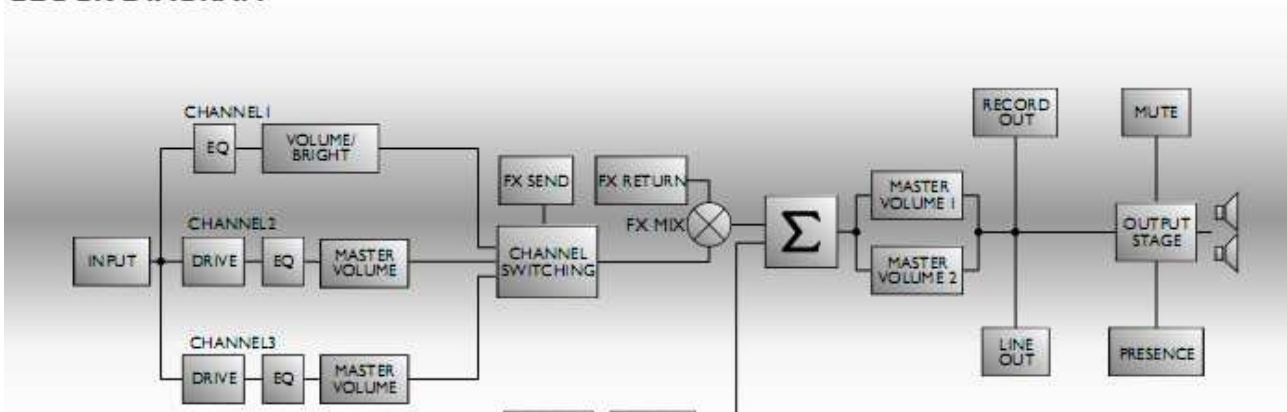 CHANNEL1
EQ
VOLUME/
BRIGHT
FX SEND
FX RETURN
FX MIX
RECORD
OUT
MUTE
CHANNEL2
INPUT
DRIVE
EQ
MASTER
VOLUME
CHANNEL
SWITCHING
Σ
MASTER
VOLUME 1
MASTER
VOLUME 2
OUTPUT
STAGE
CHANNEL3
DRIVE
EQ
MASTER
VOLUME
LINE
OUT
PRESENCE